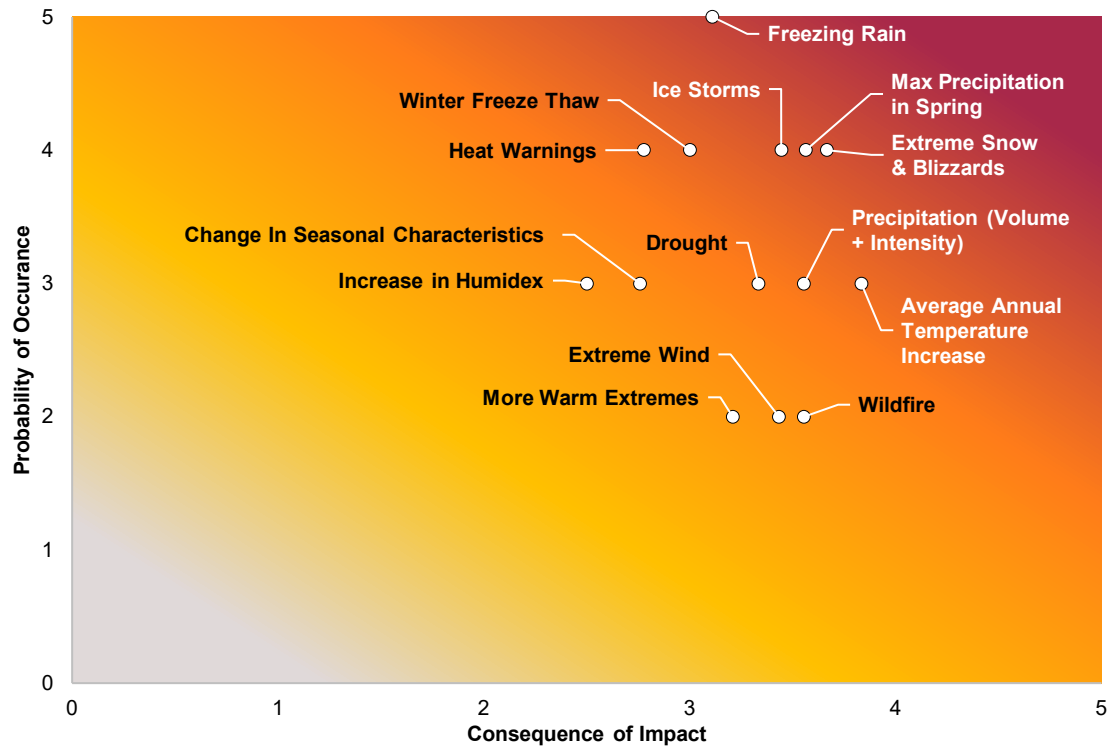 5
Freezing Rain
Ice Storms
Max Precipitation
in Spring
Winter Freeze Thaw
4
Heat Warnings
Extreme Snow
& Blizzards
Change In Seasonal Characteristics
Drought
Precipitation (Volume
+ Intensity)
3
Increase in Humidex
Average Annual
Temperature
Increase
Extreme Wind
More Warm Extremes
Wildfire
2
1
0
Probability of Occurance
0
1
2
3
4
5
Consequence of Impact